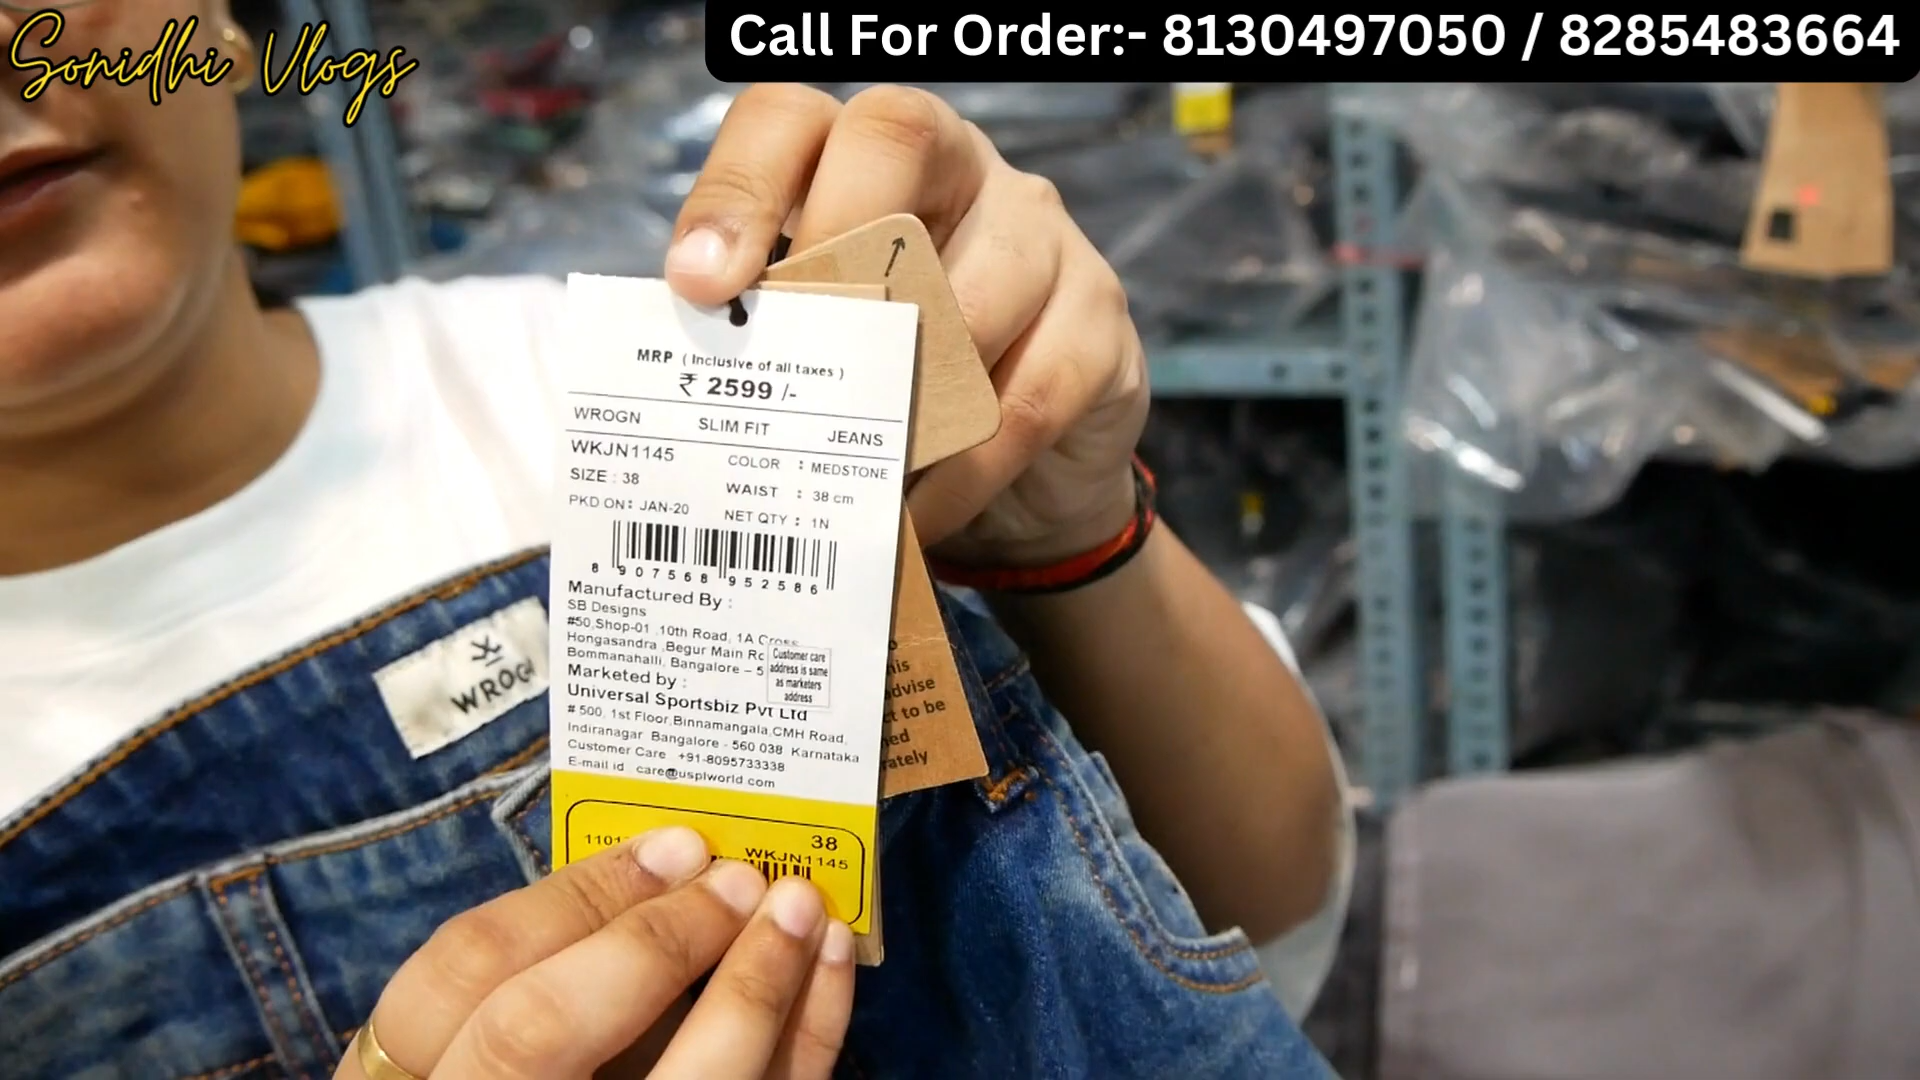 Sonidhi Vlogs
Call For Order:- 8130497050 / 8285483664
MRP ( Inclusive of all taxes )
₹ 2599 /-
WROGN SLIM FIT JEANS
WKJN1145
COLOR : MEDSTONE
SIZE : 38
WAIST : 38 cm
PKD ON : JAN-20
NET QTY : 1N
8 907568 952586
Manufactured By :
SB Designs
#50,Shop-01 ,10th Road, 1A Cross
Hongasandra ,Begur Main
Bommanahalli, Bangalore – 5
Customer care
address is same
as marketers
address
Marketed by :
Universal Sportsbiz Pvt Ltd
# 500, 1st Floor,Binnamangala,CMH Road,
Indiranagar Bangalore - 560 038 Karnataka
Customer Care +91-8095733338
E-mail id care@usplworld com
38
WKJN1145
WROGN
advise
to be